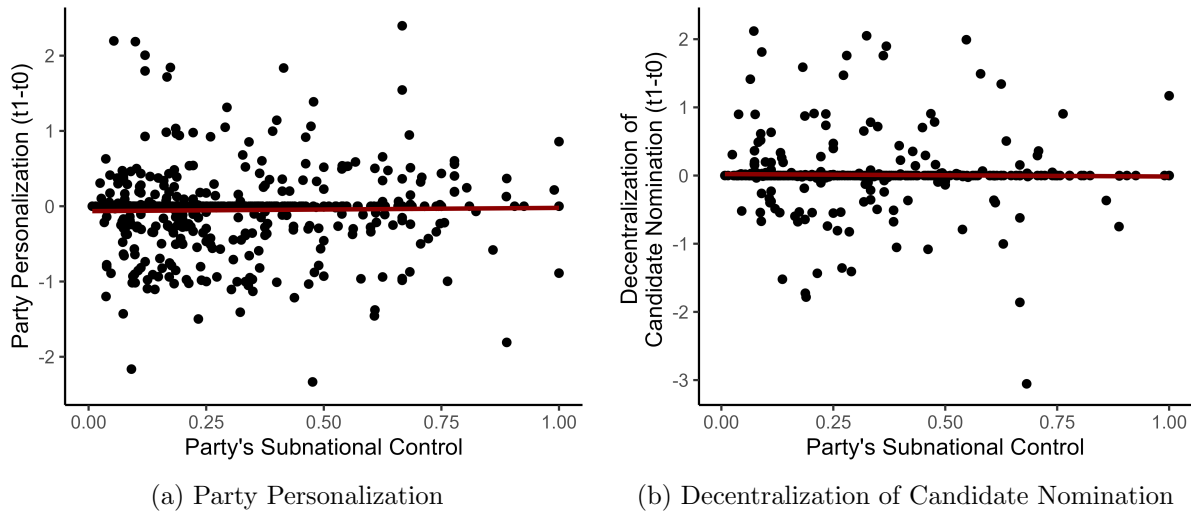 Party Personalization (t1-t0)
2
1
0
-1
-2
0.00 0.25 0.50 0.75 1.00
Party's Subnational Control
(a) Party Personalization
Decentralization of
Candidate Nomination (t1-t0)
2
1
0
-1
-2
-3
0.00 0.25 0.50 0.75 1.00
Party's Subnational Control
(b) Decentralization of Candidate Nomination